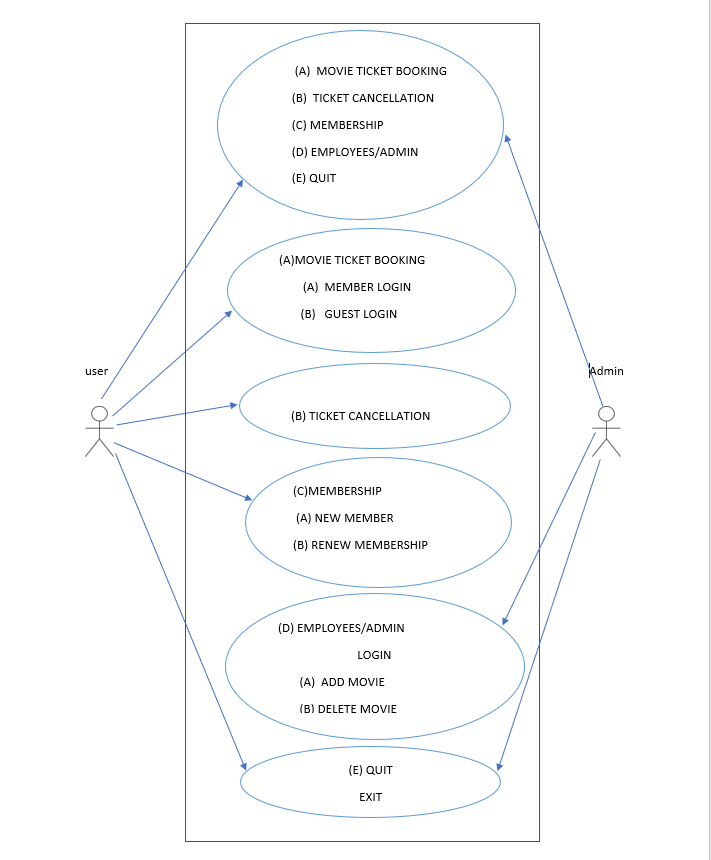 (A) MOVIE TICKET BOOKING
(B) TICKET CANCELLATION
(C) MEMBERSHIP
(D) EMPLOYEES/ADMIN
(E) QUIT
(A)MOVIE TICKET BOOKING
(A) MEMBER LOGIN
(B) GUEST LOGIN
user
Admin
(B) TICKET CANCELLATION
(C)MEMBERSHIP
(A) NEW MEMBER
(B) RENEW MEMBERSHIP
(D) EMPLOYEES/ADMIN
LOGIN
(A) ADD MOVIE
(B) DELETE MOVIE
(E) QUIT
EXIT